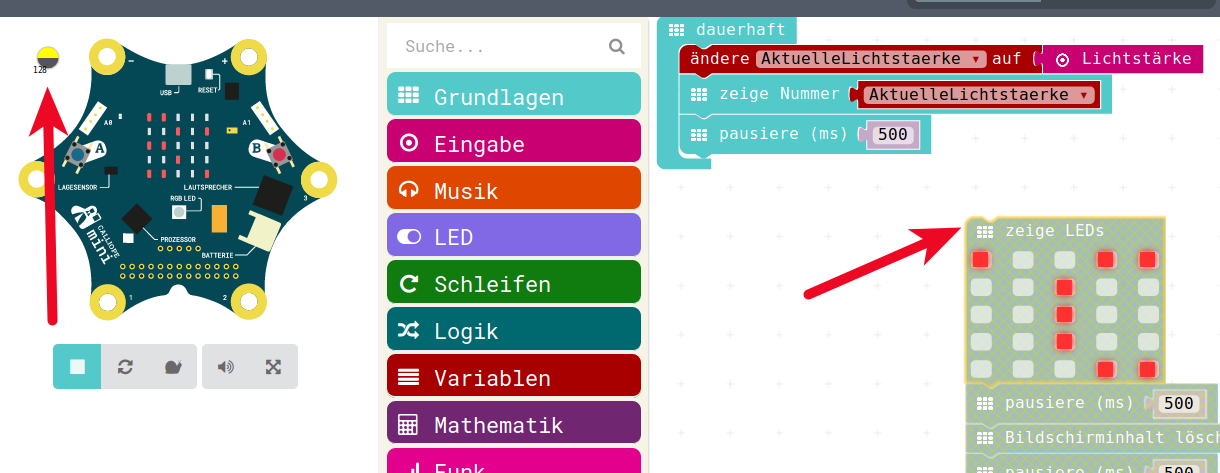 128
USB
RESET
A0
A1
A
B
LAGESENSOR
LAUTSPRECHER
3
RGB LED
CALLIOPE
mini
PROZESSOR
BATTERIE
1
2
Suche...
Grundlagen
Eingabe
Musik
LED
Schleifen
Logik
Variablen
Mathematik
Funk
dauerhaft
ändere AktuelleLichtstaerke auf Lichtstärke
zeige Nummer AktuelleLichtstaerke
pausiere (ms) 500
zeige LEDs
pausiere (ms) 500
Bildschirminhalt lösch
pausiere (ms) 500